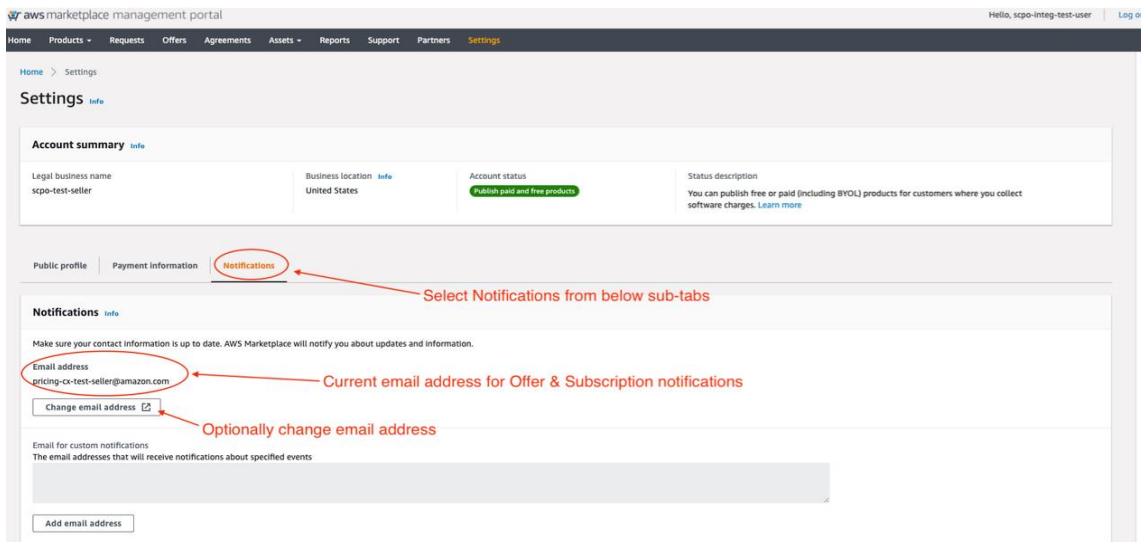 aws marketplace management portal
Hello, scpo-integ-test-user
Log o
Home Products Requests Offers Agreements Assets Reports Support Partners Settings
Home > Settings
Settings Info
Account summary Info
Legal business name
scpo-test-seller
Business location Info
United States
Account status
Publish paid and free products
Status description
You can publish free or paid (including BYOL) products for customers where you collect
software charges. Learn more
Public profile Payment information Notifications
Select Notifications from below sub-tabs
Notifications Info
Make sure your contact information is up to date. AWS Marketplace will notify you about updates and information.
Email address
pricing-cx-test-seller@amazon.com
Current email address for Offer & Subscription notifications
Change email address
Optionally change email address
Email for custom notifications
The email addresses that will receive notifications about specified events
Add email address